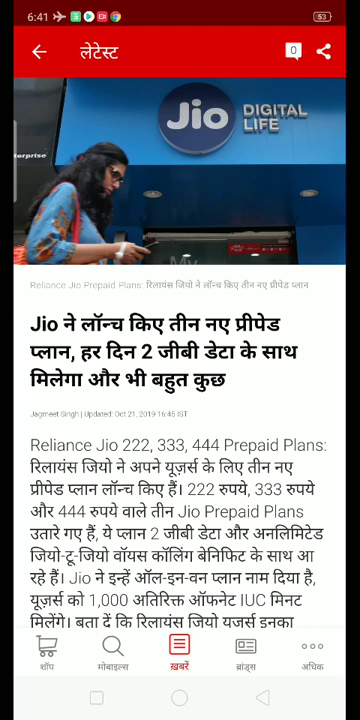 6:41
53
लेटेस्ट
0
Jio
DIGITAL
LIFE
erprise
My
Reliance Jio Prepaid Plans: रिलायंस जियो ने लॉन्च किए तीन नए प्रीपेड प्लान
Jio ने लॉन्च किए तीन नए प्रीपेड
प्लान, हर दिन 2 जीबी डेटा के साथ
मिलेगा और भी बहुत कुछ
Jagmeet Singh | Updated: Oct 21, 2019 16:45 IST
Reliance Jio 222, 333, 444 Prepaid Plans:
रिलायंस जियो ने अपने यूज़र्स के लिए तीन नए
प्रीपेड प्लान लॉन्च किए हैं। 222 रुपये, 333 रुपये
और 444 रुपये वाले तीन Jio Prepaid Plans
उतारे गए हैं, ये प्लान 2 जीबी डेटा और अनलिमिटेड
जियो-टू-जियो वॉयस कॉलिंग बेनिफिट के साथ आ
रहे हैं। Jio ने इन्हें ऑल-इन-वन प्लान नाम दिया है,
यूज़र्स को 1,000 अतिरिक्त ऑफनेट IUC मिनट
मिलेंगे। बता दें कि रिलायंस जियो यूज़र्स इनका
शॉप
मोबाइल्स
ख़बरें
ब्रांड्स
अधिक